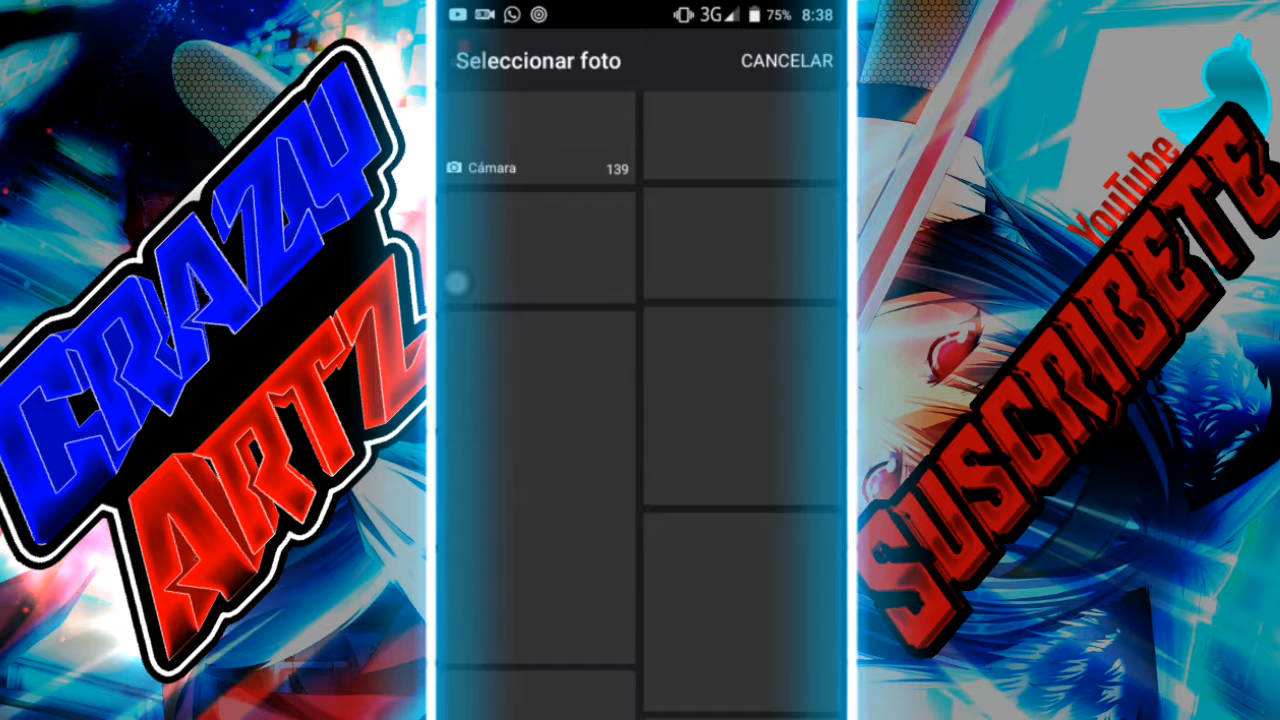 3G 75% 8:38
Seleccionar foto CANCELAR
Cámara 139
CRAZY
ARTZ
YouTube
SUSCRIBETE